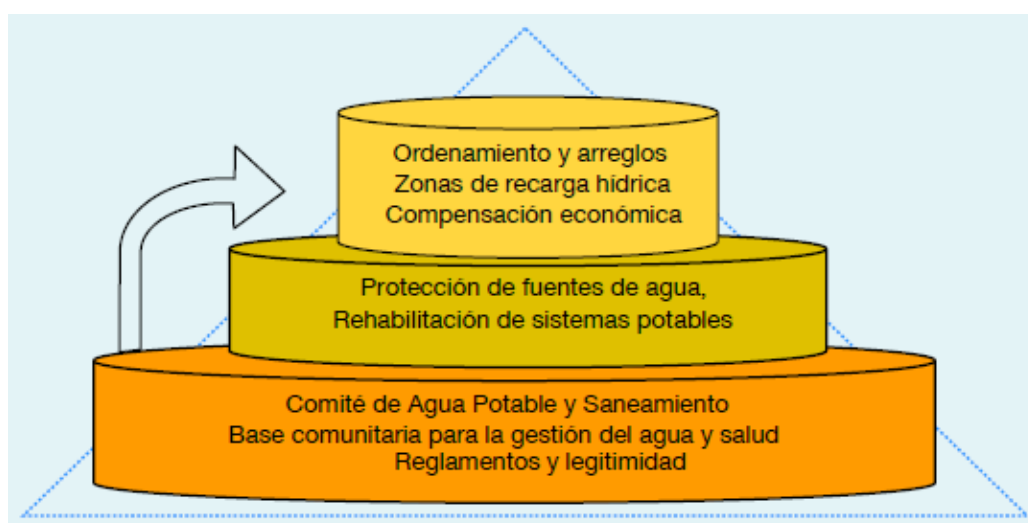 Ordenamiento y arreglos
Zonas de recarga hídrica
Compensación económica
Protección de fuentes de agua,
Rehabilitación de sistemas potables
Comité de Agua Potable y Saneamiento
Base comunitaria para la gestión del agua y salud
Reglamentos y legitimidad